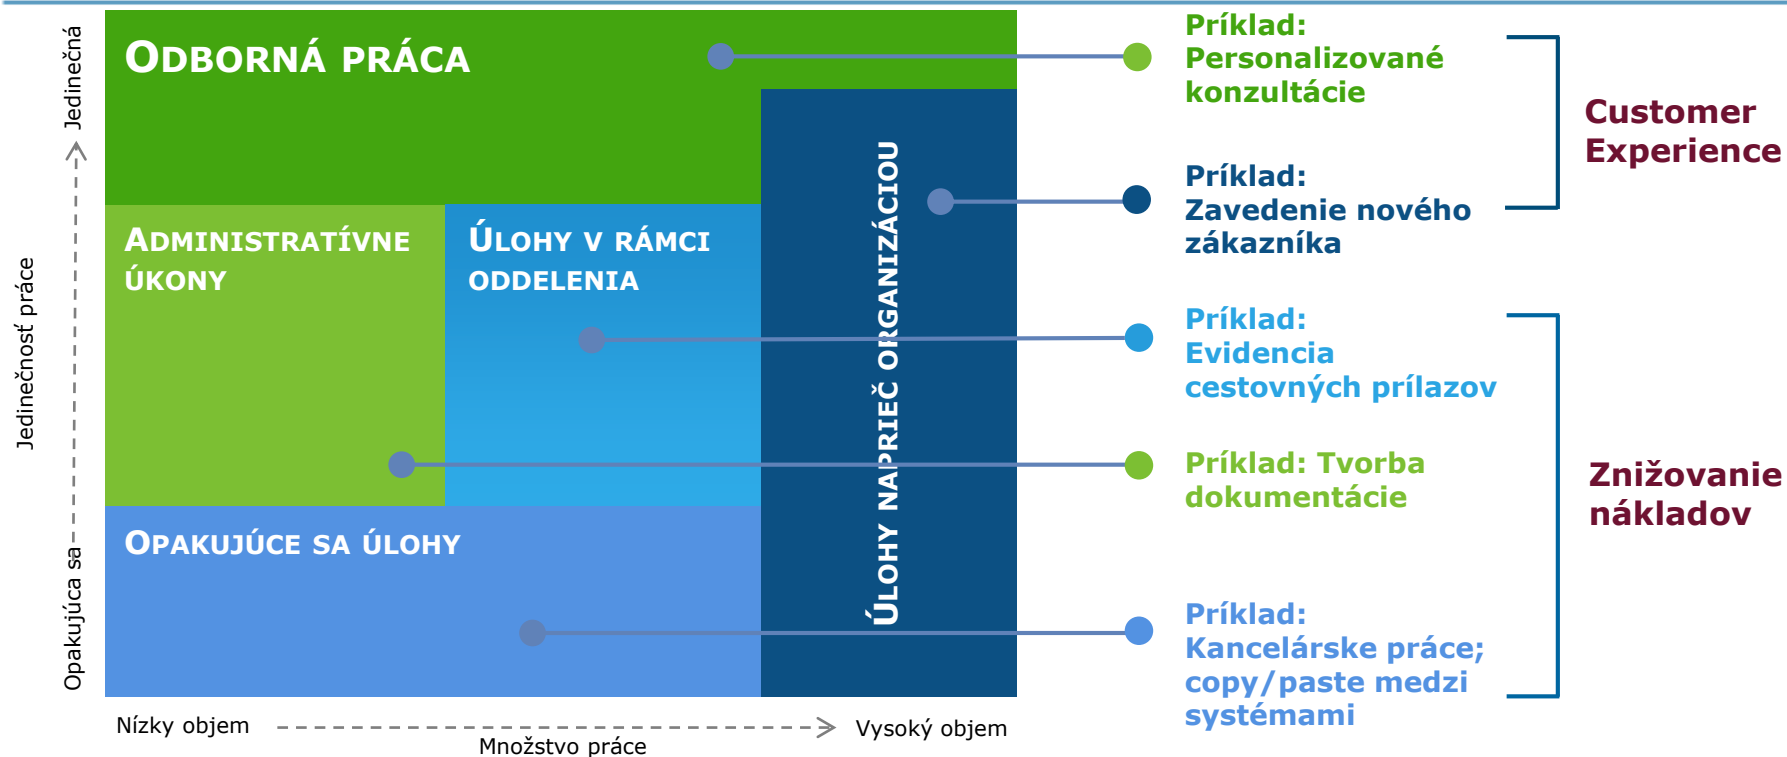 ODBORNÁ PRÁCA
ADMINISTRATÍVNE
ÚKONY
ÚLOHY V RÁMCI
ODDELENIA
ÚLOHY NAPRIEČ ORGANIZÁCIOU
OPAKUJÚCE SA ÚLOHY
Jedinečnosť práce
Jedinečná
Opakujúca sa
Nízky objem
Množstvo práce
Vysoký objem
Príklad:
Personalizované
konzultácie
Príklad:
Zavedenie nového
zákazníka
Príklad:
Evidencia
cestovných prílazov
Príklad: Tvorba
dokumentácie
Príklad:
Kancelárske práce;
copy/paste medzi
systémami
Customer
Experience
Znižovanie
nákladov